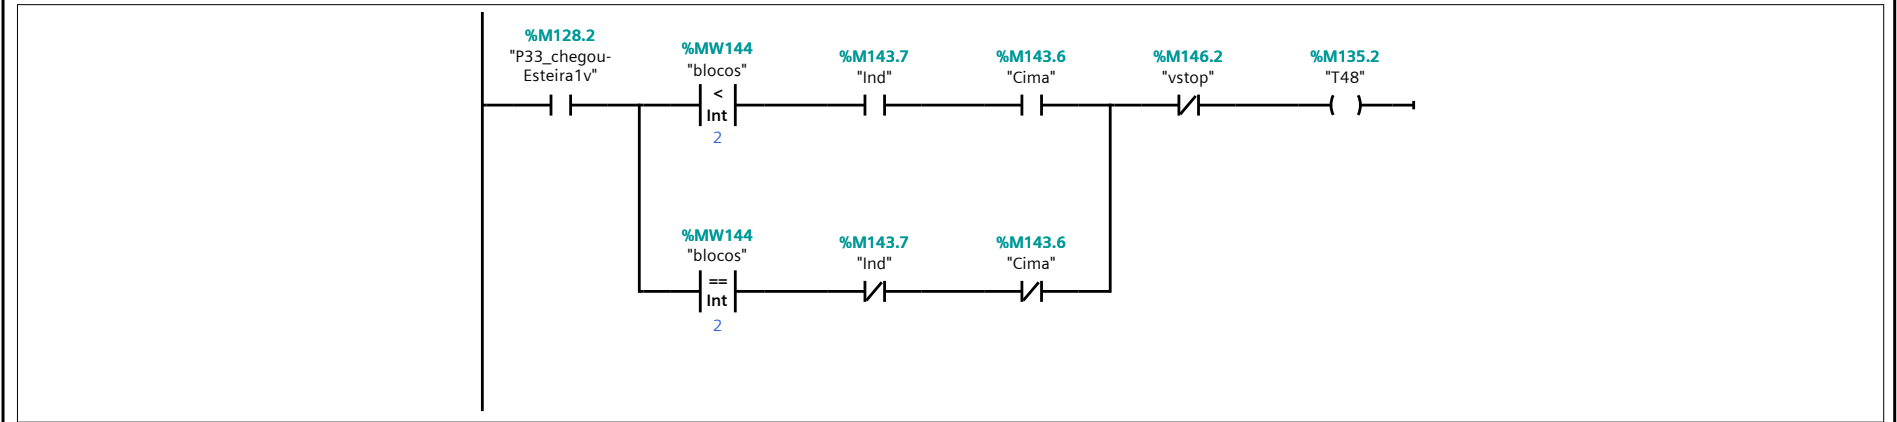 %M128.2
"P33_chegou-
Esteira1v"
%MW144
"blocos"
<
Int
2
%M143.7
"Ind"
%M143.6
"Cima"
%M146.2
"vstop"
%M135.2
"T48"
%MW144
"blocos"
==
Int
2
%M143.7
"Ind"
%M143.6
"Cima"